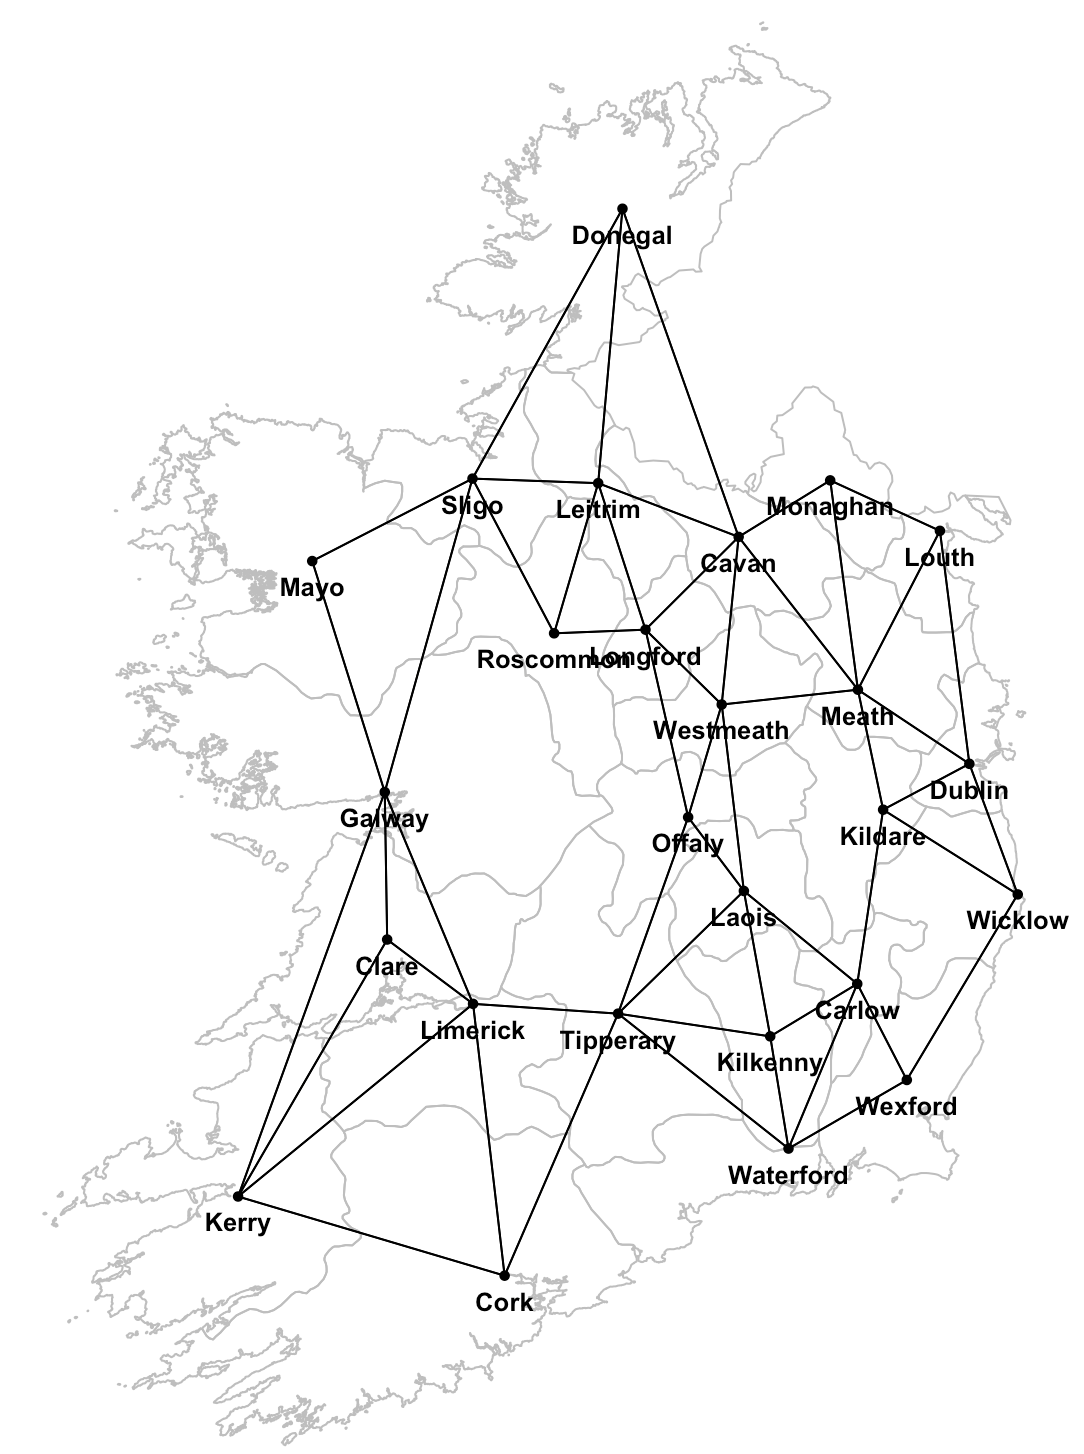 Donegal
Sligo
Leitrim
Monaghan
Louth
Cavan
Mayo
Roscommon
Longford
Westmeath
Meath
Dublin
Galway
Offaly
Kildare
Laois
Wicklow
Clare
Limerick
Tipperary
Carlow
Kilkenny
Wexford
Waterford
Kerry
Cork